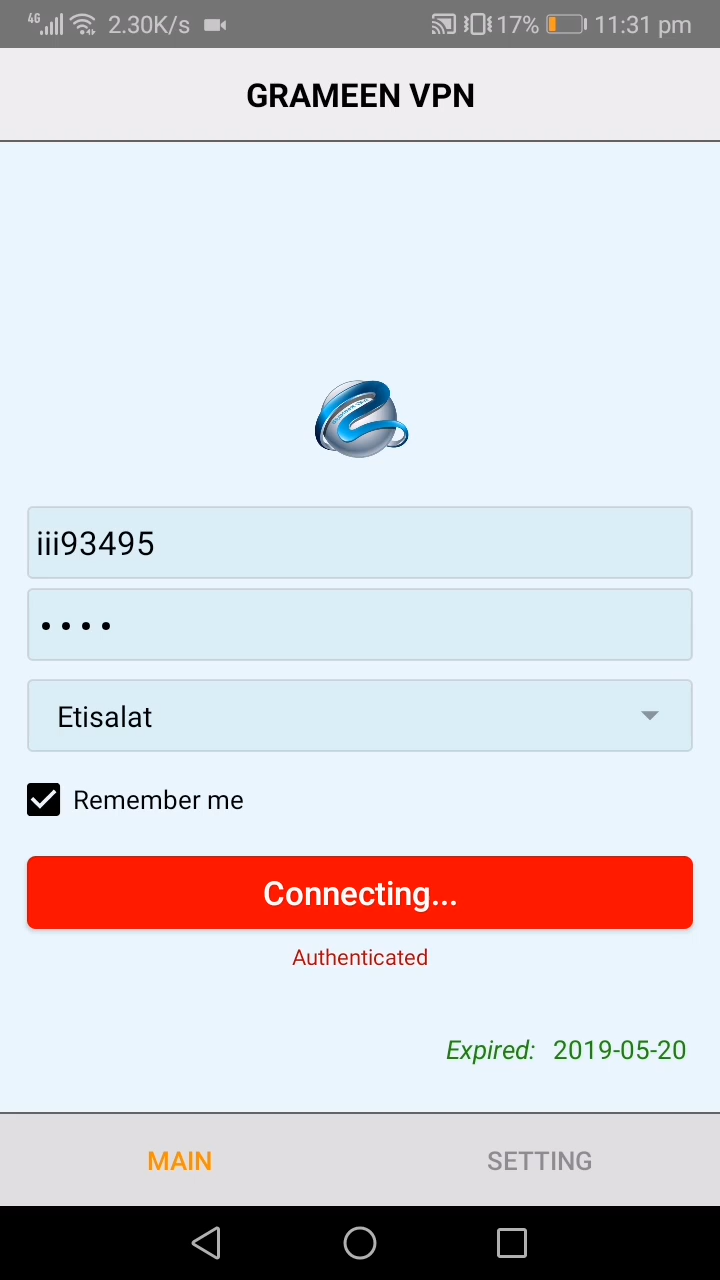 4G 2.30K/s 17% 11:31 pm
GRAMEEN VPN
iii93495
Etisalat
Remember me
Connecting...
Authenticated
Expired: 2019-05-20
MAIN SETTING